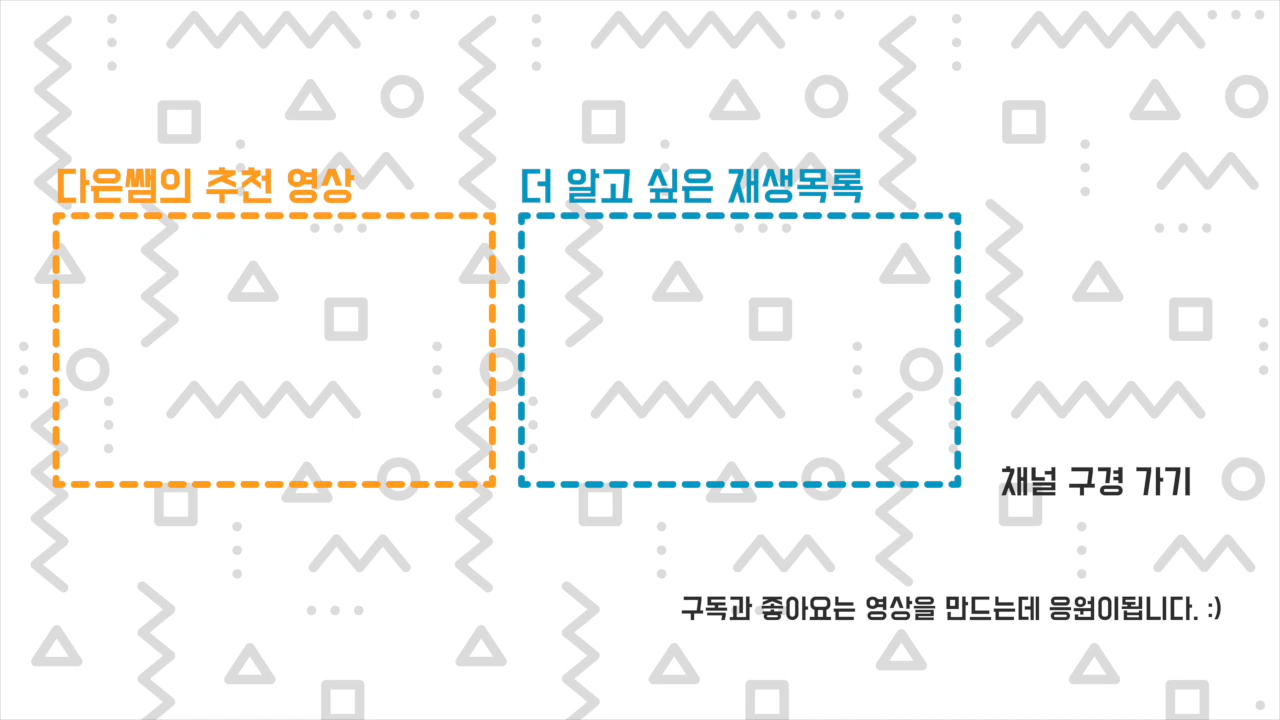 다은쌤의 추천 영상
더 알고 싶은 재생목록
채널 구경 가기
구독과 좋아요는 영상을 만드는데 응원이됩니다. :)